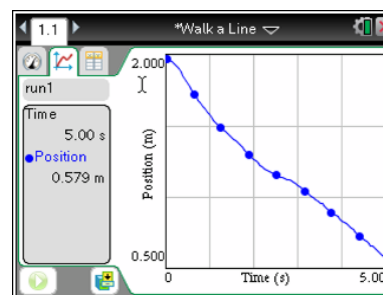 1.1
*Walk a Line
run1
Time
5.00 s
Position
0.579 m
2.000
Position (m)
0.500
0
Time (s)
5.00